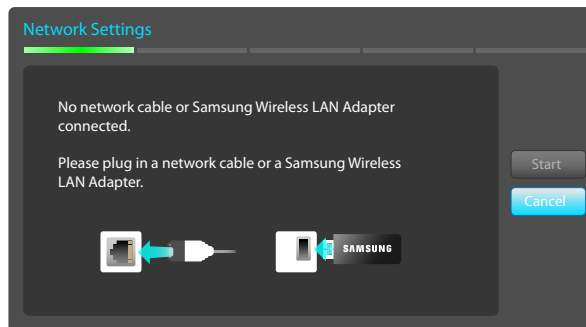 Network Settings
No network cable or Samsung Wireless LAN Adapter
connected.
Please plug in a network cable or a Samsung Wireless
LAN Adapter.
Start
Cancel
SAMSUNG